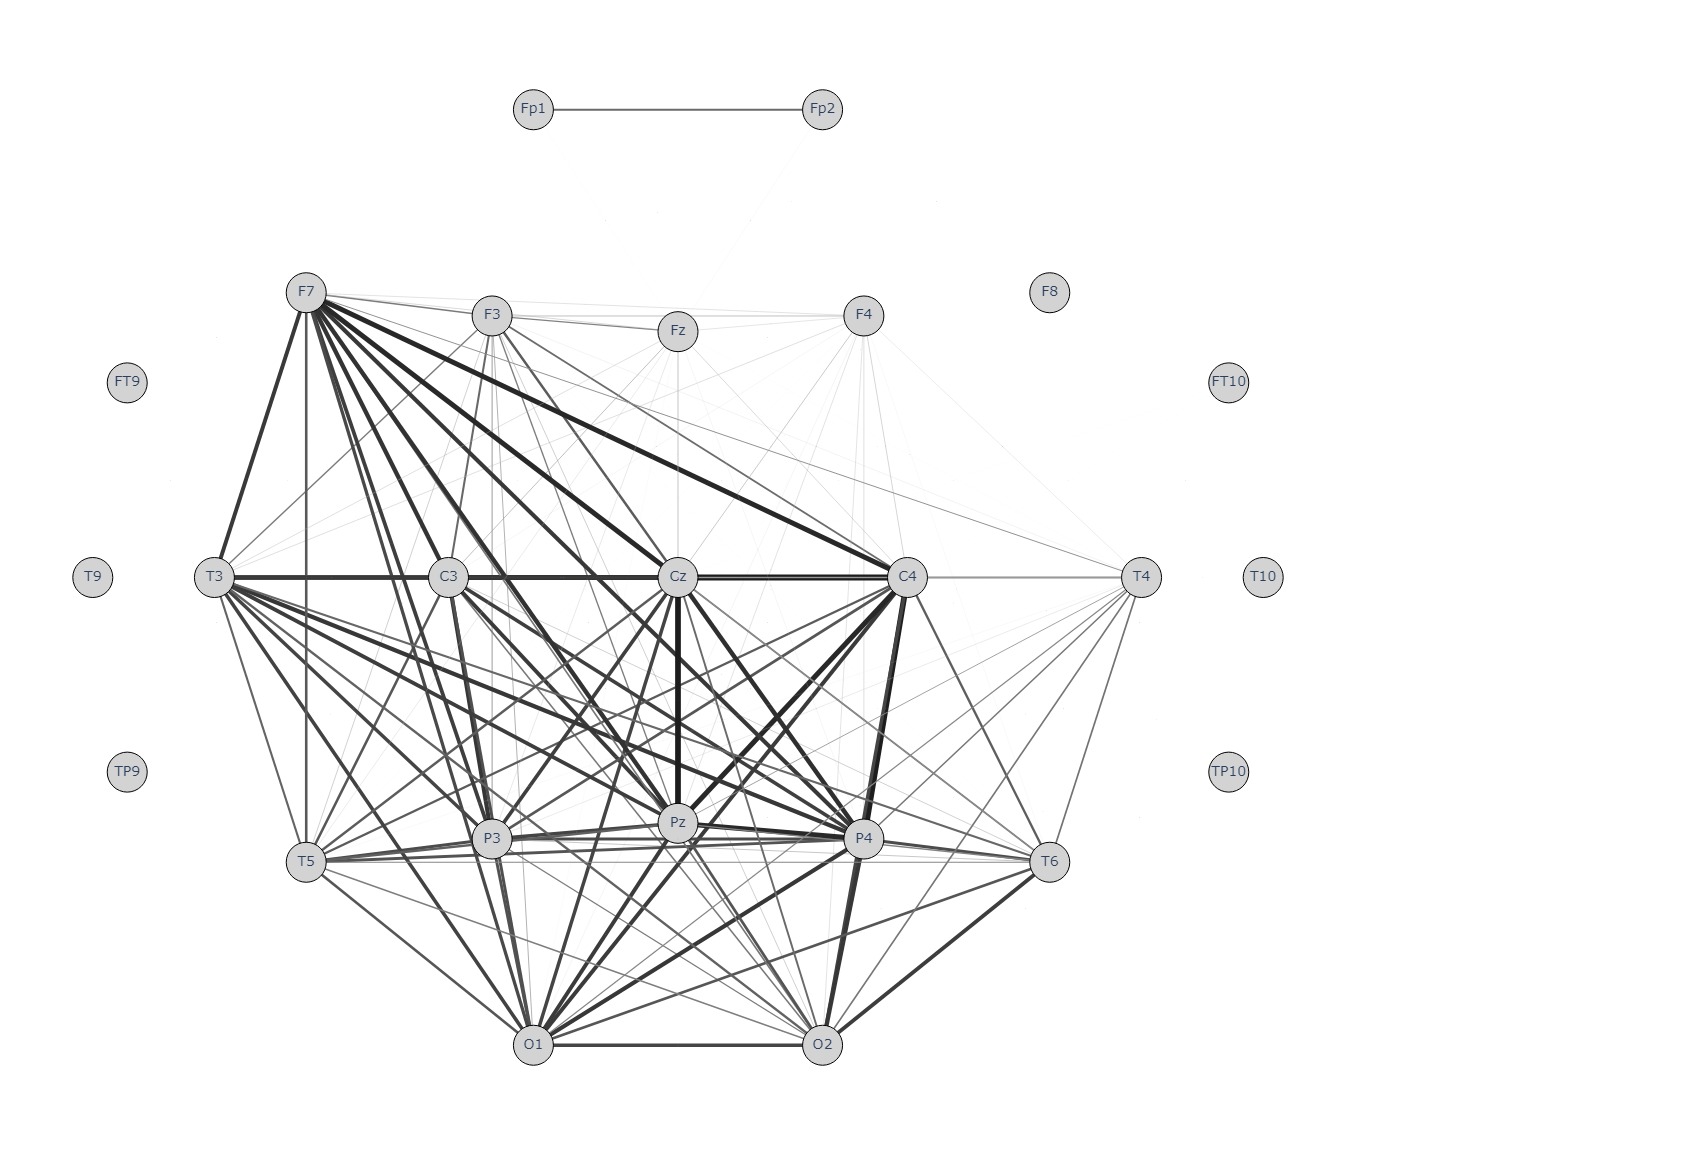 Fp1 Fp2
F7 F3 Fz F4 F8
FT9 FT10
T9 T3 C3 Cz C4 T4 T10
TP9 TP10
T5 P3 Pz P4 T6
O1 O2